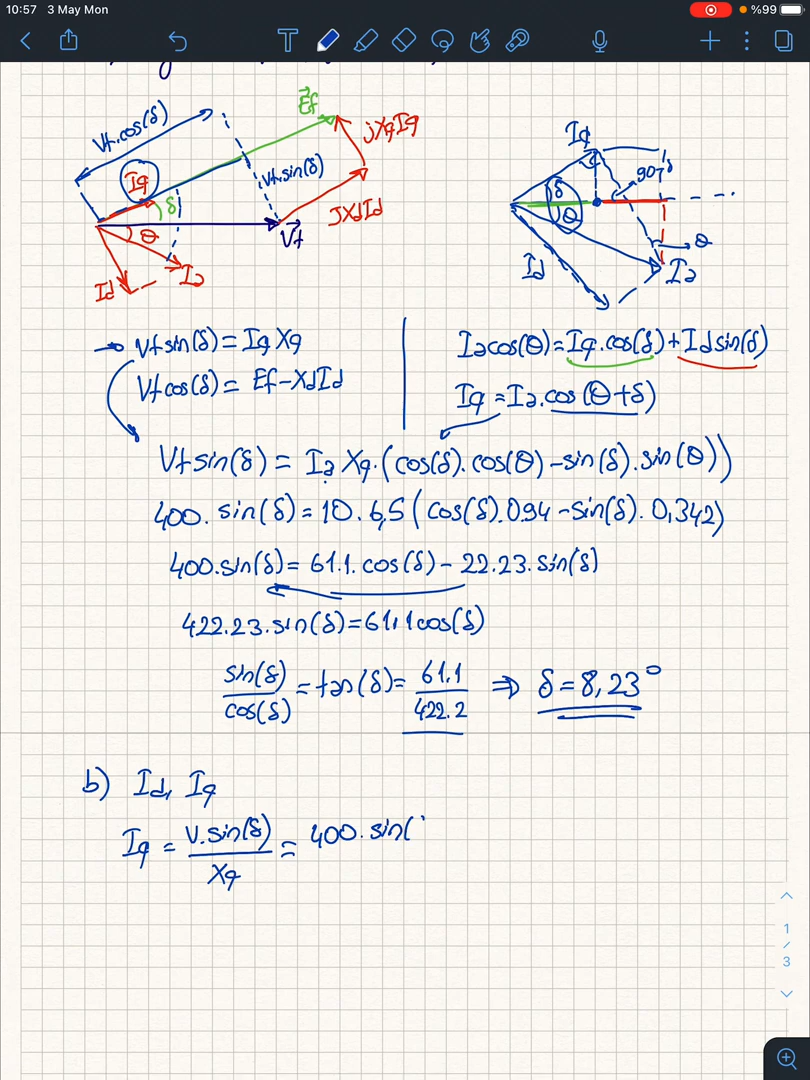 10:57 3 May Mon
%99
T
Vt.cos(δ)
Ef
jXqIq
Iq
Vt.sin(δ)
δ
JXdId
θ
Vt
Id
Ia
Iq
90°
δ
θ
θ
Id
Ia
→ Vt sin(δ) = Iq Xq
Vt cos(δ) = Ef - XdId
Ia cos(θ) = Iq.cos(δ) + Id sin(δ)
Iq = Ia.cos(θ+δ)
Vt sin(δ) = Ia Xq.(cos(δ).cos(θ) - sin(δ).sin(θ))
400. sin(δ) = 10. 6,5 (cos(δ).0.94 - sin(δ). 0,342)
400.sin(δ) = 61.1. cos(δ) - 22.23. sin(δ)
422.23. sin(δ) = 61,1 cos(δ)
sin(δ)/cos(δ) = tan(δ) = 61.1/422.2 ⇒ δ = 8,23°
b) Id, Iq
Iq = V.sin(δ)/Xq = 400. sin(
1
/
3